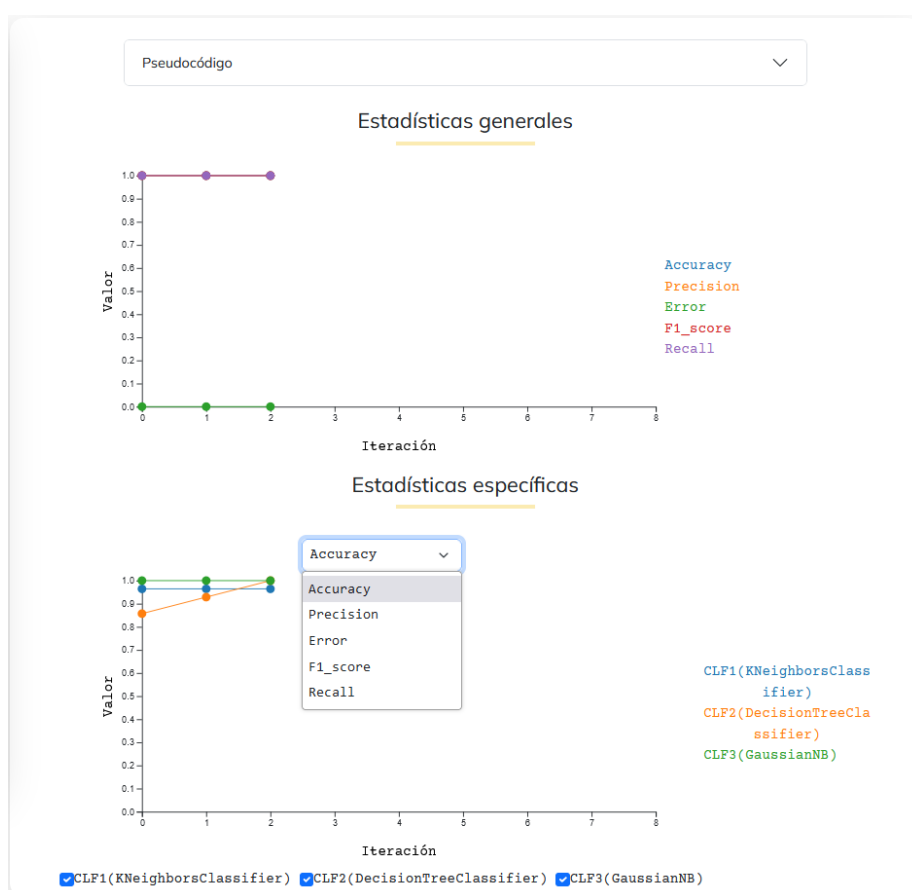 Pseudocódigo
Estadísticas generales
1.0
0.9
0.8
0.7
0.6
0.5
0.4
0.3
0.2
0.1
0.0
Valor
0 1 2 3 4 5 6 7 8
Iteración
Accuracy
Precision
Error
F1_score
Recall
Estadísticas específicas
Accuracy
Accuracy
Precision
Error
F1_score
Recall
1.0
0.9
0.8
0.7
0.6
0.5
0.4
0.3
0.2
0.1
0.0
Valor
0 1 2 3 4 5 6 7 8
Iteración
CLF1(KNeighborsClass
ifier)
CLF2(DecisionTreeCla
ssifier)
CLF3(GaussianNB)
CLF1(KNeighborsClassifier) CLF2(DecisionTreeClassifier) CLF3(GaussianNB)